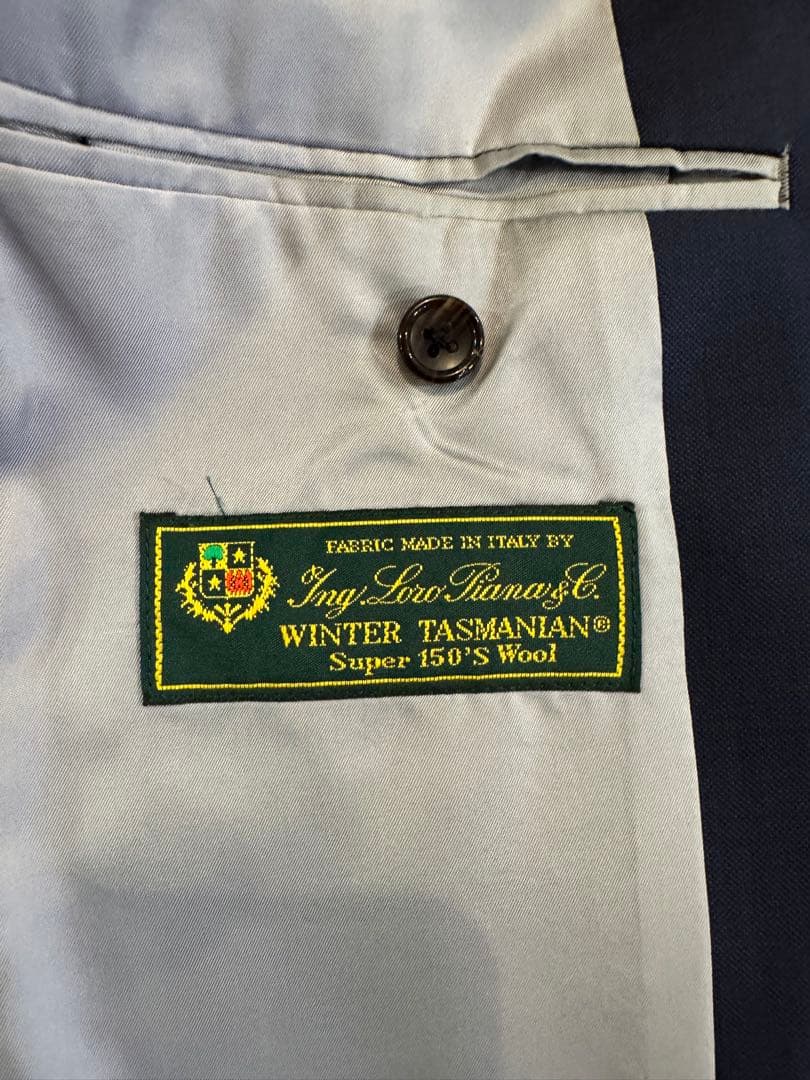 FABRIC MADE IN ITALY BY
Ing. Loro Piana & C.
WINTER TASMANIAN®
Super 150'S Wool